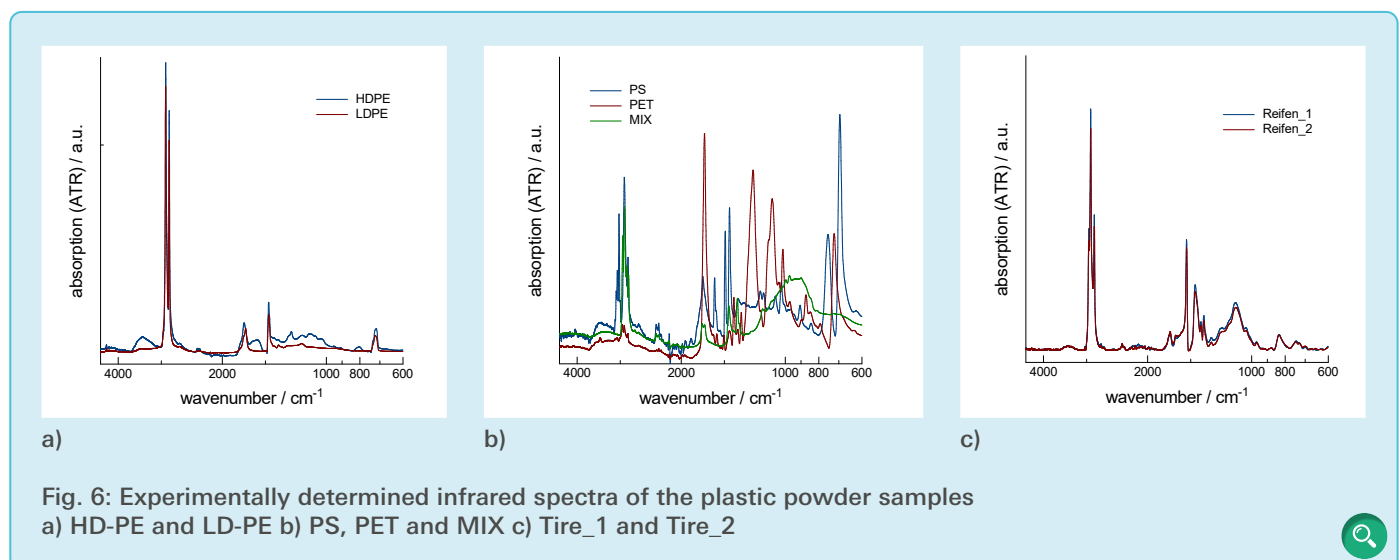 HDPE
LDPE
absorption (ATR) / a.u.
4000 2000 1000 800 600
wavenumber / cm⁻¹
a)
PS
PET
MIX
absorption (ATR) / a.u.
4000 2000 1000 800 600
wavenumber / cm⁻¹
b)
Reifen_1
Reifen_2
absorption (ATR) / a.u.
4000 2000 1000 800 600
wavenumber / cm⁻¹
c)
Fig. 6: Experimentally determined infrared spectra of the plastic powder samples
a) HD-PE and LD-PE b) PS, PET and MIX c) Tire_1 and Tire_2